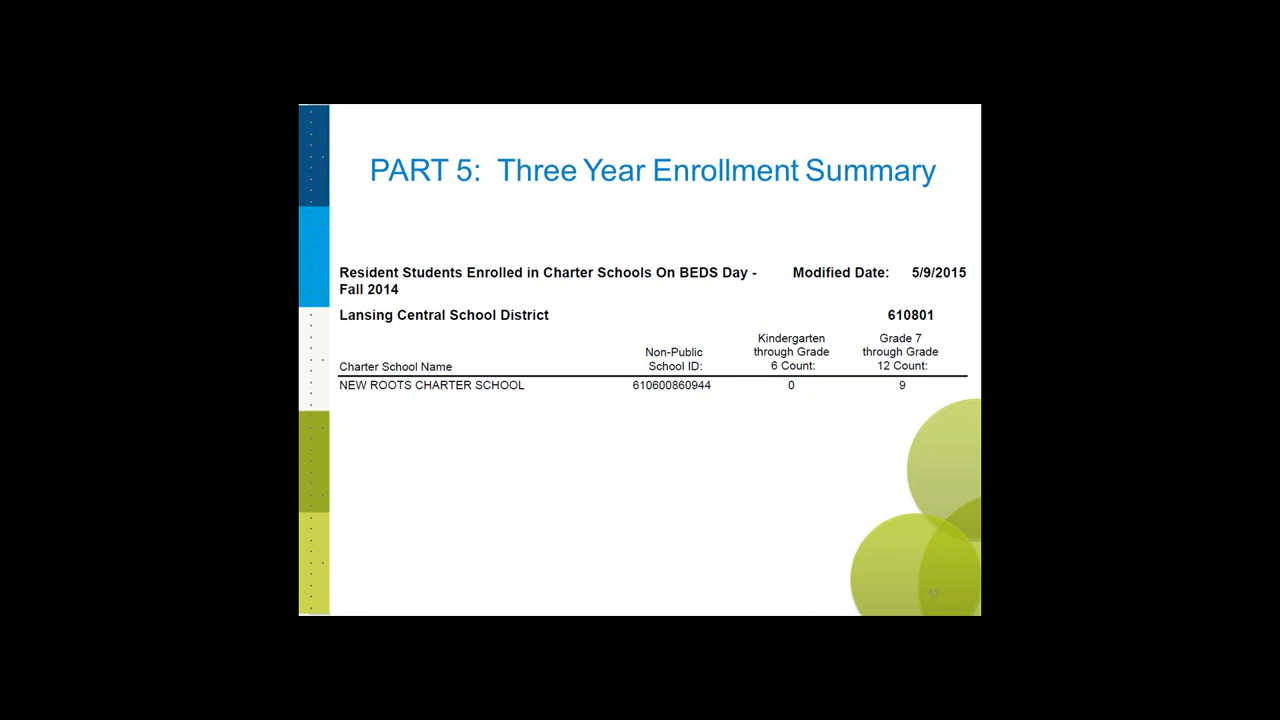 PART 5: Three Year Enrollment Summary
Resident Students Enrolled in Charter Schools On BEDS Day - Modified Date: 5/9/2015
Fall 2014
Lansing Central School District 610801
Charter School Name
Non-Public
School ID:
Kindergarten
through Grade
6 Count:
Grade 7
through Grade
12 Count:
NEW ROOTS CHARTER SCHOOL 610600860944 0 9
45